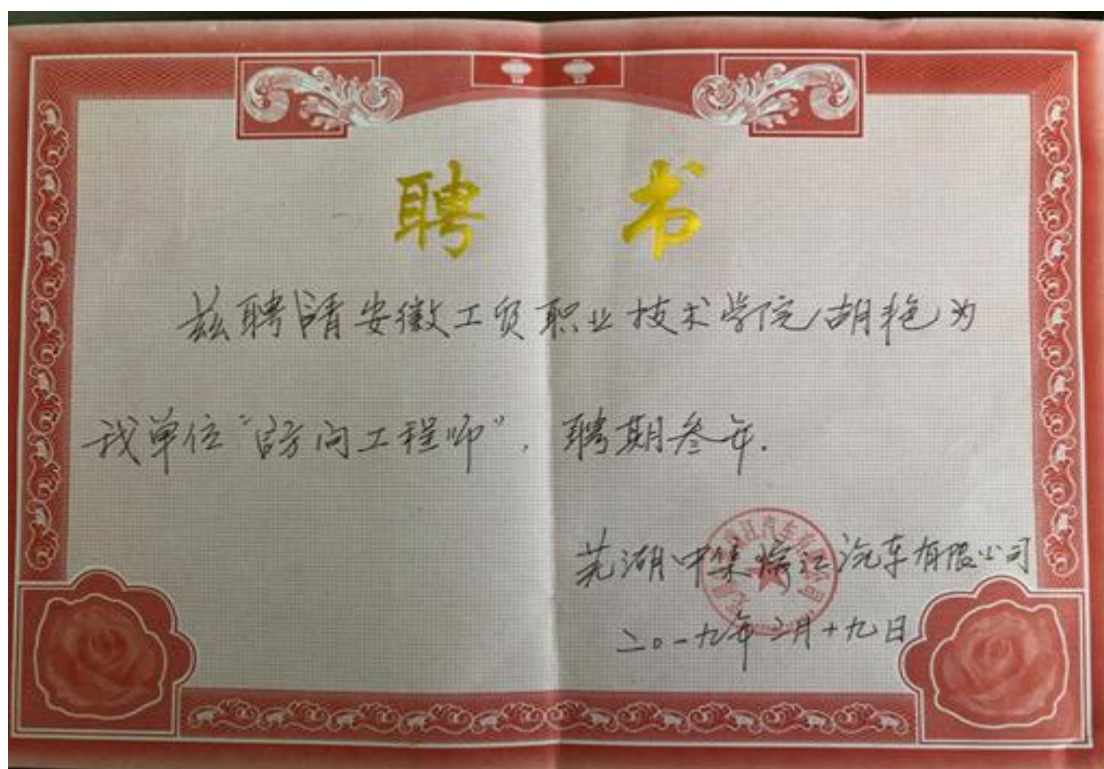 聘 书
兹聘请安徽工贸职业技术学院胡艳为
我单位“访问工程师”，聘期叁年.
芜湖中集瑞江汽车有限公司
二0一九年二月十九日